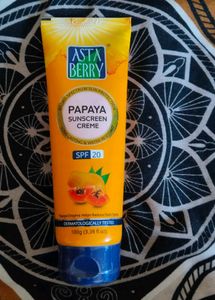 ASTA
BERRY
PAPAYA
SUNSCREEN
CREME
SPF 20
DERMATOLOGICALLY TESTED
100g (3.38 fl.oz.)